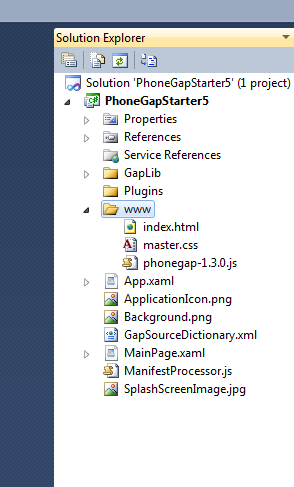 Solution Explorer
Solution 'PhoneGapStarter5' (1 project)
PhoneGapStarter5
Properties
References
Service References
GapLib
Plugins
www
index.html
master.css
phonegap-1.3.0.js
App.xaml
ApplicationIcon.png
Background.png
GapSourceDictionary.xml
MainPage.xaml
ManifestProcessor.js
SplashScreenImage.jpg